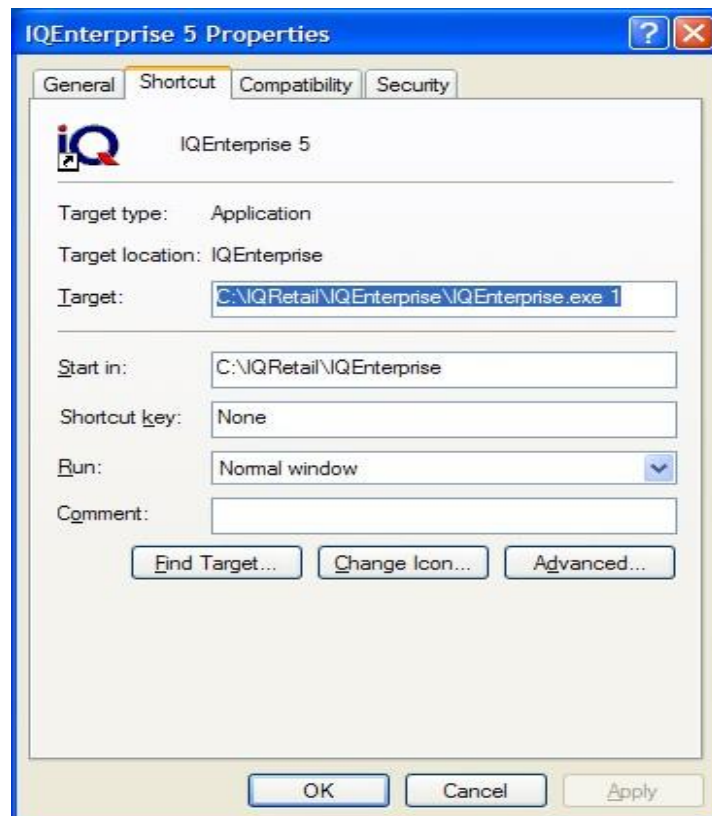 IQEnterprise 5 Properties
General Shortcut Compatibility Security
iQ IQEnterprise 5
Target type: Application
Target location: IQEnterprise
Target: C:\IQRetail\IQEnterprise\IQEnterprise.exe 1
Start in: C:\IQRetail\IQEnterprise
Shortcut key: None
Run: Normal window
Comment:
Find Target... Change Icon... Advanced...
OK Cancel Apply